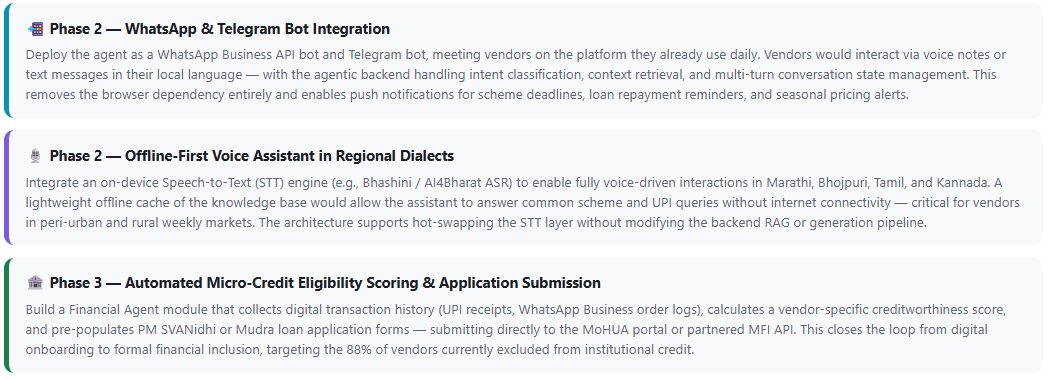 Phase 2 — WhatsApp & Telegram Bot Integration
Deploy the agent as a WhatsApp Business API bot and Telegram bot, meeting vendors on the platform they already use daily. Vendors would interact via voice notes or
text messages in their local language — with the agentic backend handling intent classification, context retrieval, and multi-turn conversation state management. This
removes the browser dependency entirely and enables push notifications for scheme deadlines, loan repayment reminders, and seasonal pricing alerts.
Phase 2 — Offline-First Voice Assistant in Regional Dialects
Integrate an on-device Speech-to-Text (STT) engine (e.g., Bhashini / AI4Bharat ASR) to enable fully voice-driven interactions in Marathi, Bhojpuri, Tamil, and Kannada. A
lightweight offline cache of the knowledge base would allow the assistant to answer common scheme and UPI queries without internet connectivity — critical for vendors
in peri-urban and rural weekly markets. The architecture supports hot-swapping the STT layer without modifying the backend RAG or generation pipeline.
Phase 3 — Automated Micro-Credit Eligibility Scoring & Application Submission
Build a Financial Agent module that collects digital transaction history (UPI receipts, WhatsApp Business order logs), calculates a vendor-specific creditworthiness score,
and pre-populates PM SVANidhi or Mudra loan application forms — submitting directly to the MoHUA portal or partnered MFI API. This closes the loop from digital
onboarding to formal financial inclusion, targeting the 88% of vendors currently excluded from institutional credit.